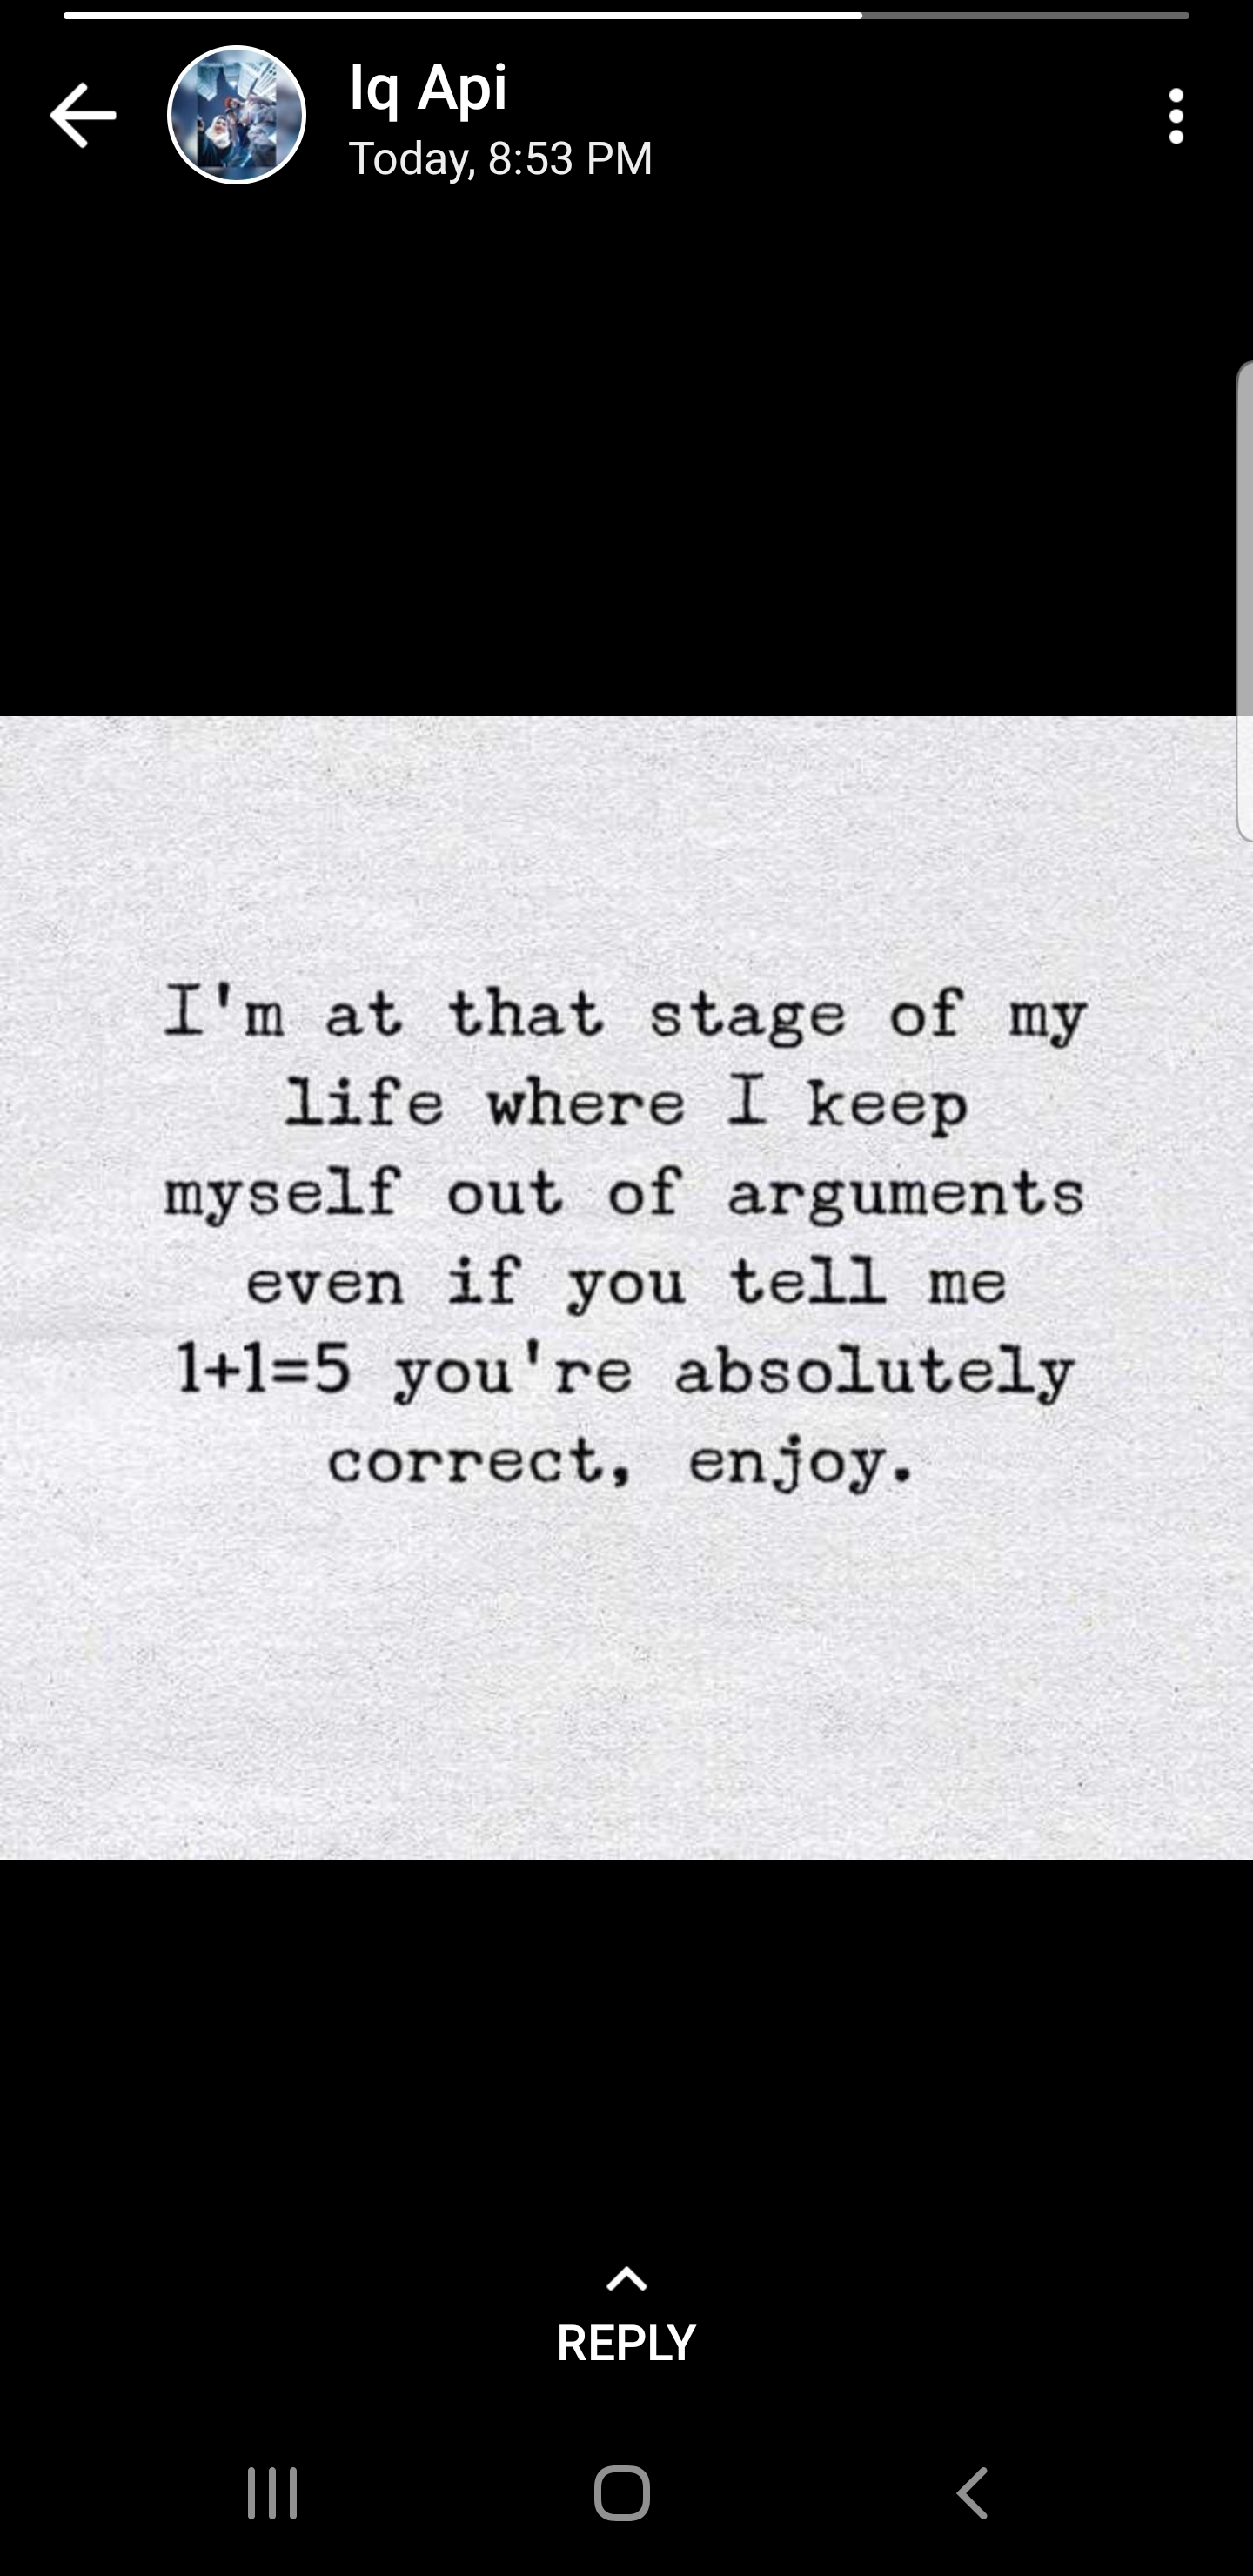 Iq Api
Today, 8:53 PM
I'm at that stage of my
life where I keep
myself out of arguments
even if you tell me
1+1=5 you're absolutely
correct, enjoy.
REPLY